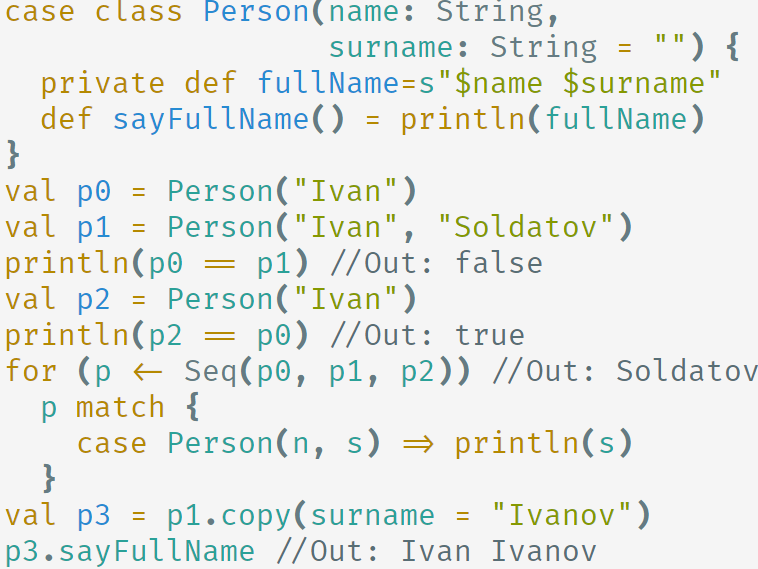 case class Person(name: String,
                  surname: String = "") {
  private def fullName=s"$name $surname"
  def sayFullName() = println(fullName)
}
val p0 = Person("Ivan")
val p1 = Person("Ivan", "Soldatov")
println(p0 == p1) //Out: false
val p2 = Person("Ivan")
println(p2 == p0) //Out: true
for (p <- Seq(p0, p1, p2)) //Out: Soldatov
  p match {
    case Person(n, s) => println(s)
  }
val p3 = p1.copy(surname = "Ivanov")
p3.sayFullName //Out: Ivan Ivanov